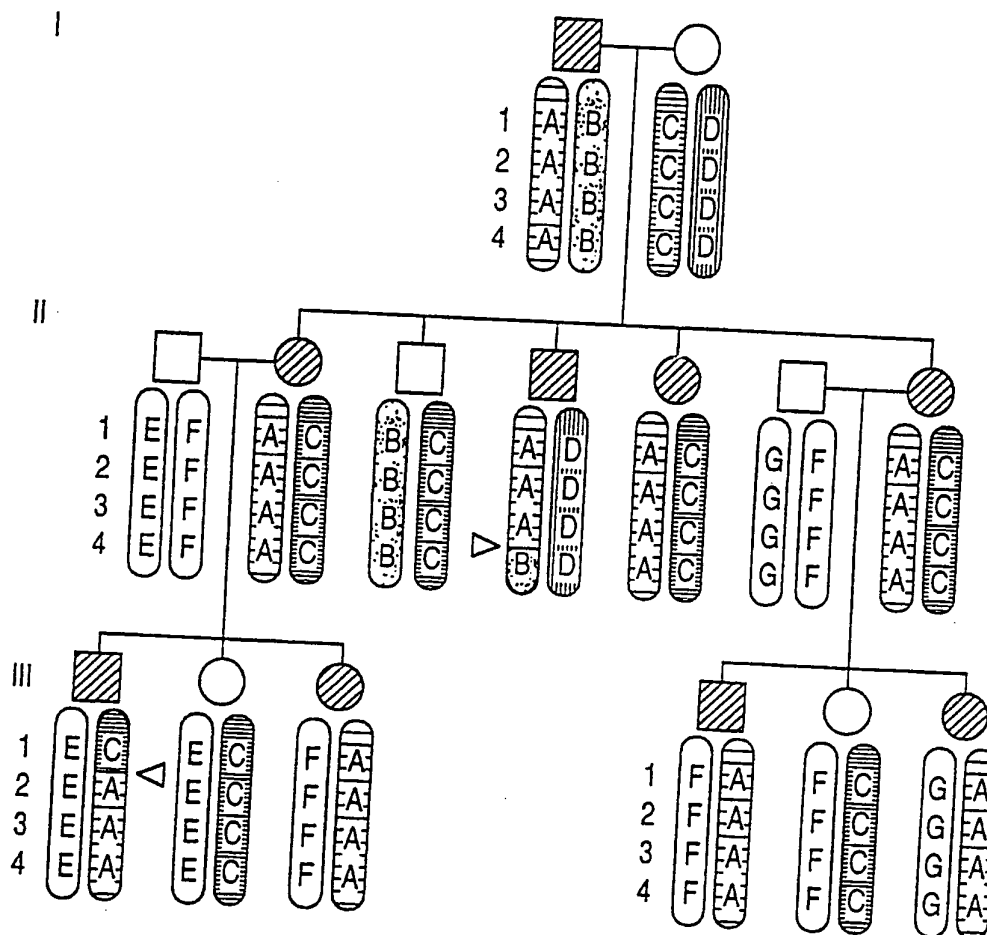 I
1 A B C D
2 A B C D
3 A B C D
4 A B C D
II
1 E F A C B C A D A C G F A C
2 E F A C B C A D A C G F A C
3 E F A C B C A D A C G F A C
4 E F A C B C B D A C G F A C
III
1 E C E C F A 1 F A F C G A
2 E A E C F A 2 F A F C G A
3 E A E C F A 3 F A F C G A
4 E A E C F A 4 F A F C G A